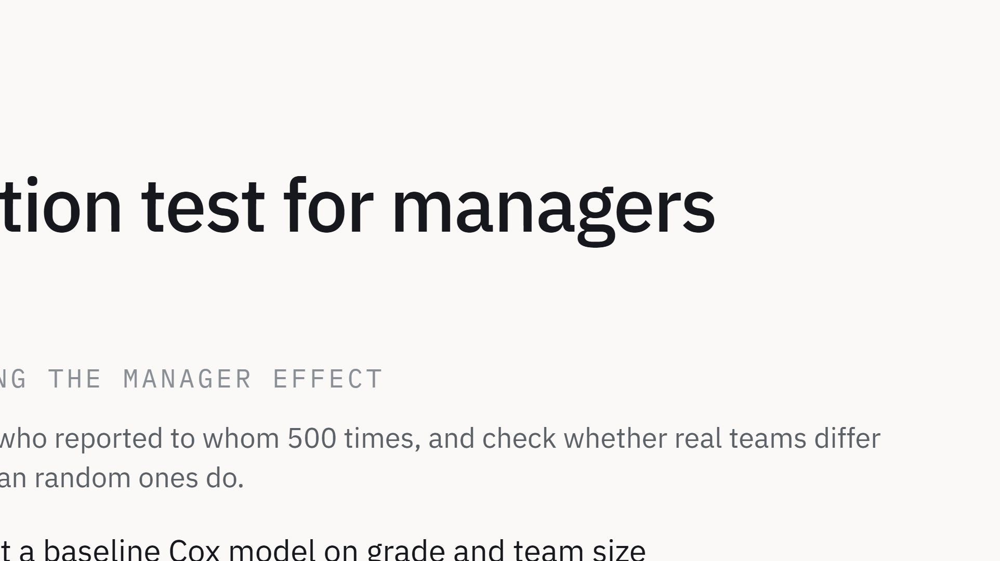 tion test for managers
NG THE MANAGER EFFECT
who reported to whom 500 times, and check whether real teams differ
an random ones do.
t a baseline Cox model on grade and team size